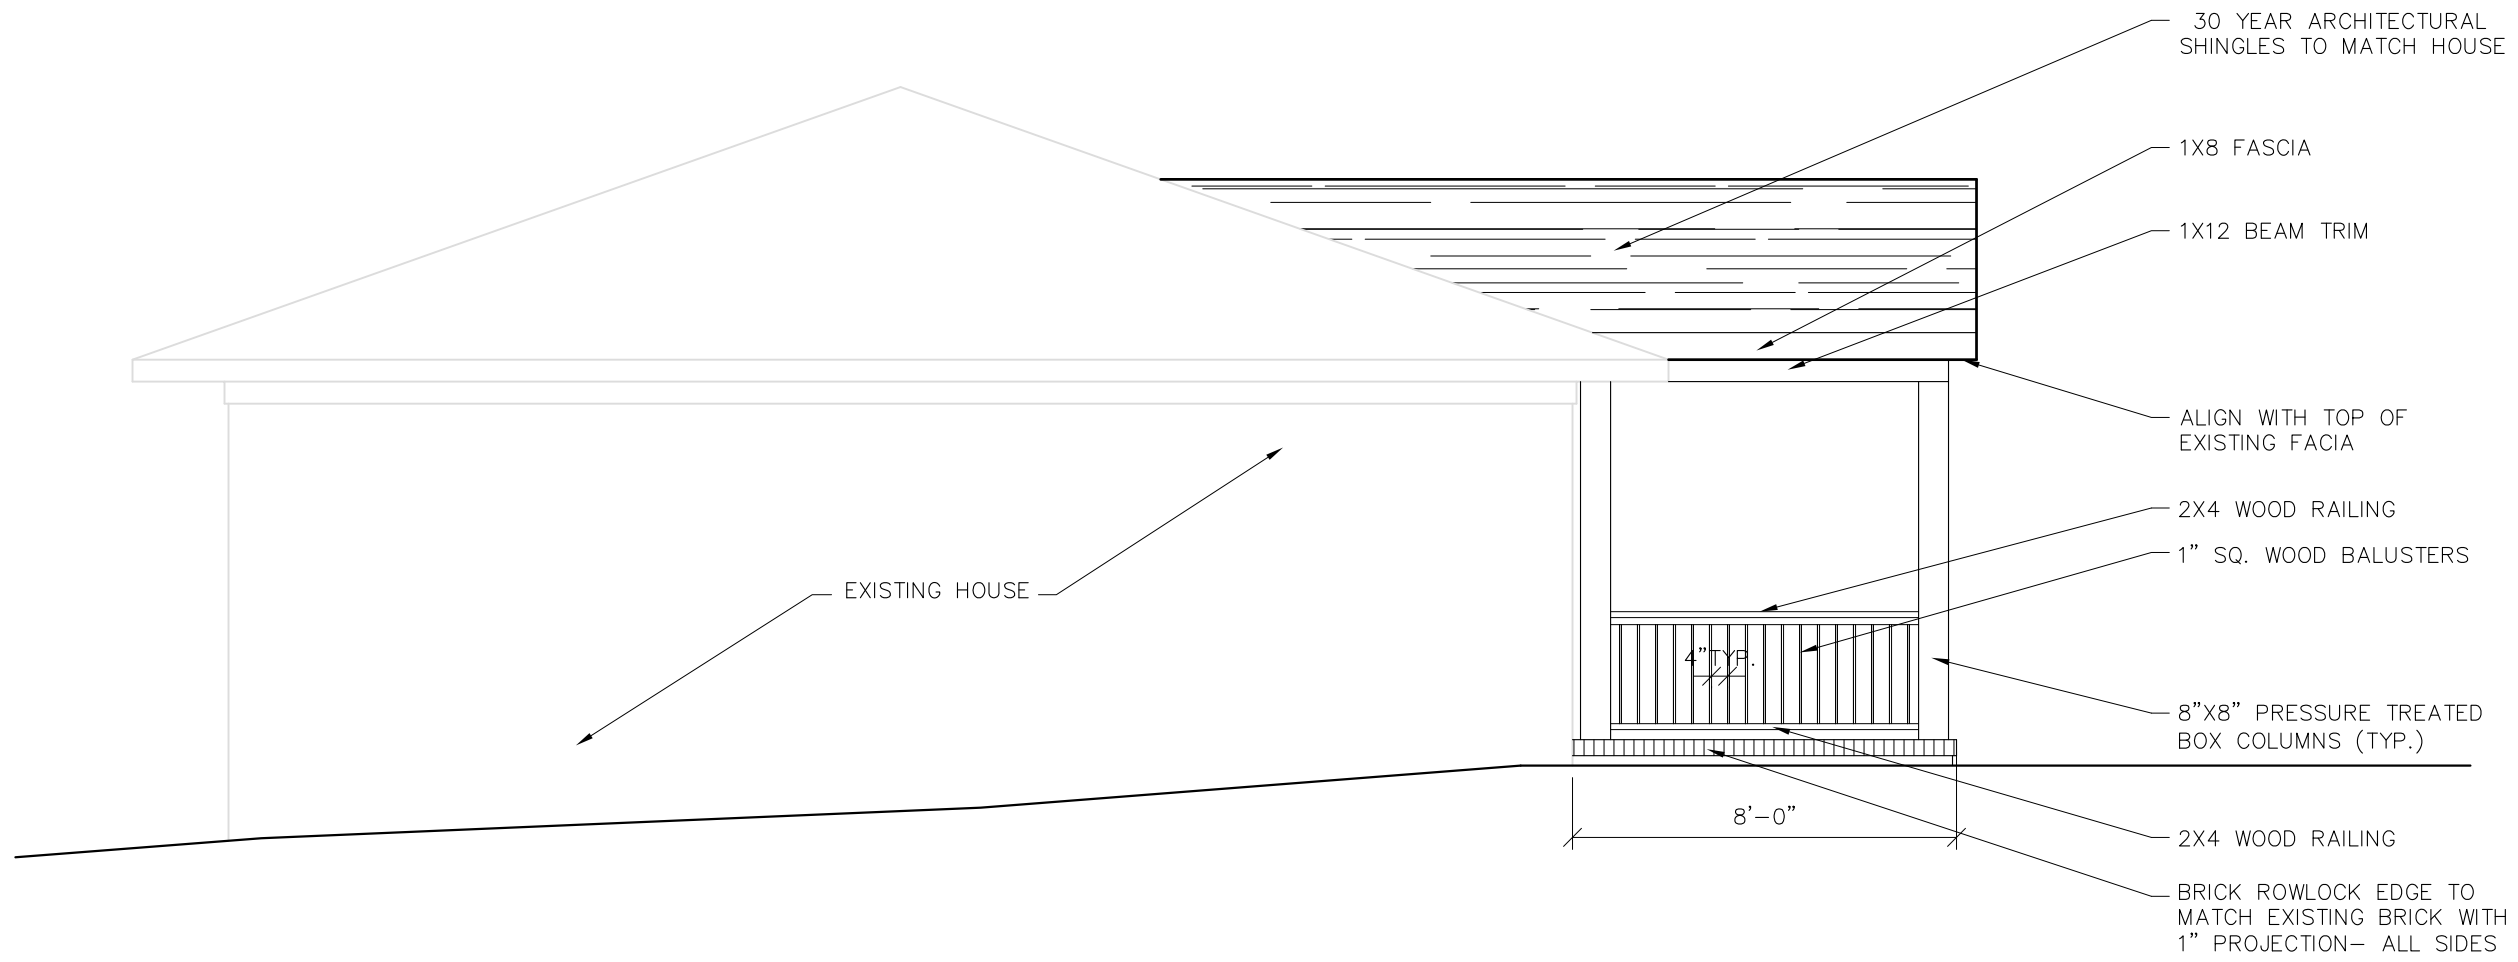 30 YEAR ARCHITECTURAL
SHINGLES TO MATCH HOUSE
1X8 FASCIA
1X12 BEAM TRIM
ALIGN WITH TOP OF
EXISTING FACIA
2X4 WOOD RAILING
1" SQ. WOOD BALUSTERS
EXISTING HOUSE
4"TYP.
8"X8" PRESSURE TREATED
BOX COLUMNS (TYP.)
8'-0"
2X4 WOOD RAILING
BRICK ROWLOCK EDGE TO
MATCH EXISTING BRICK WITH
1" PROJECTION- ALL SIDES